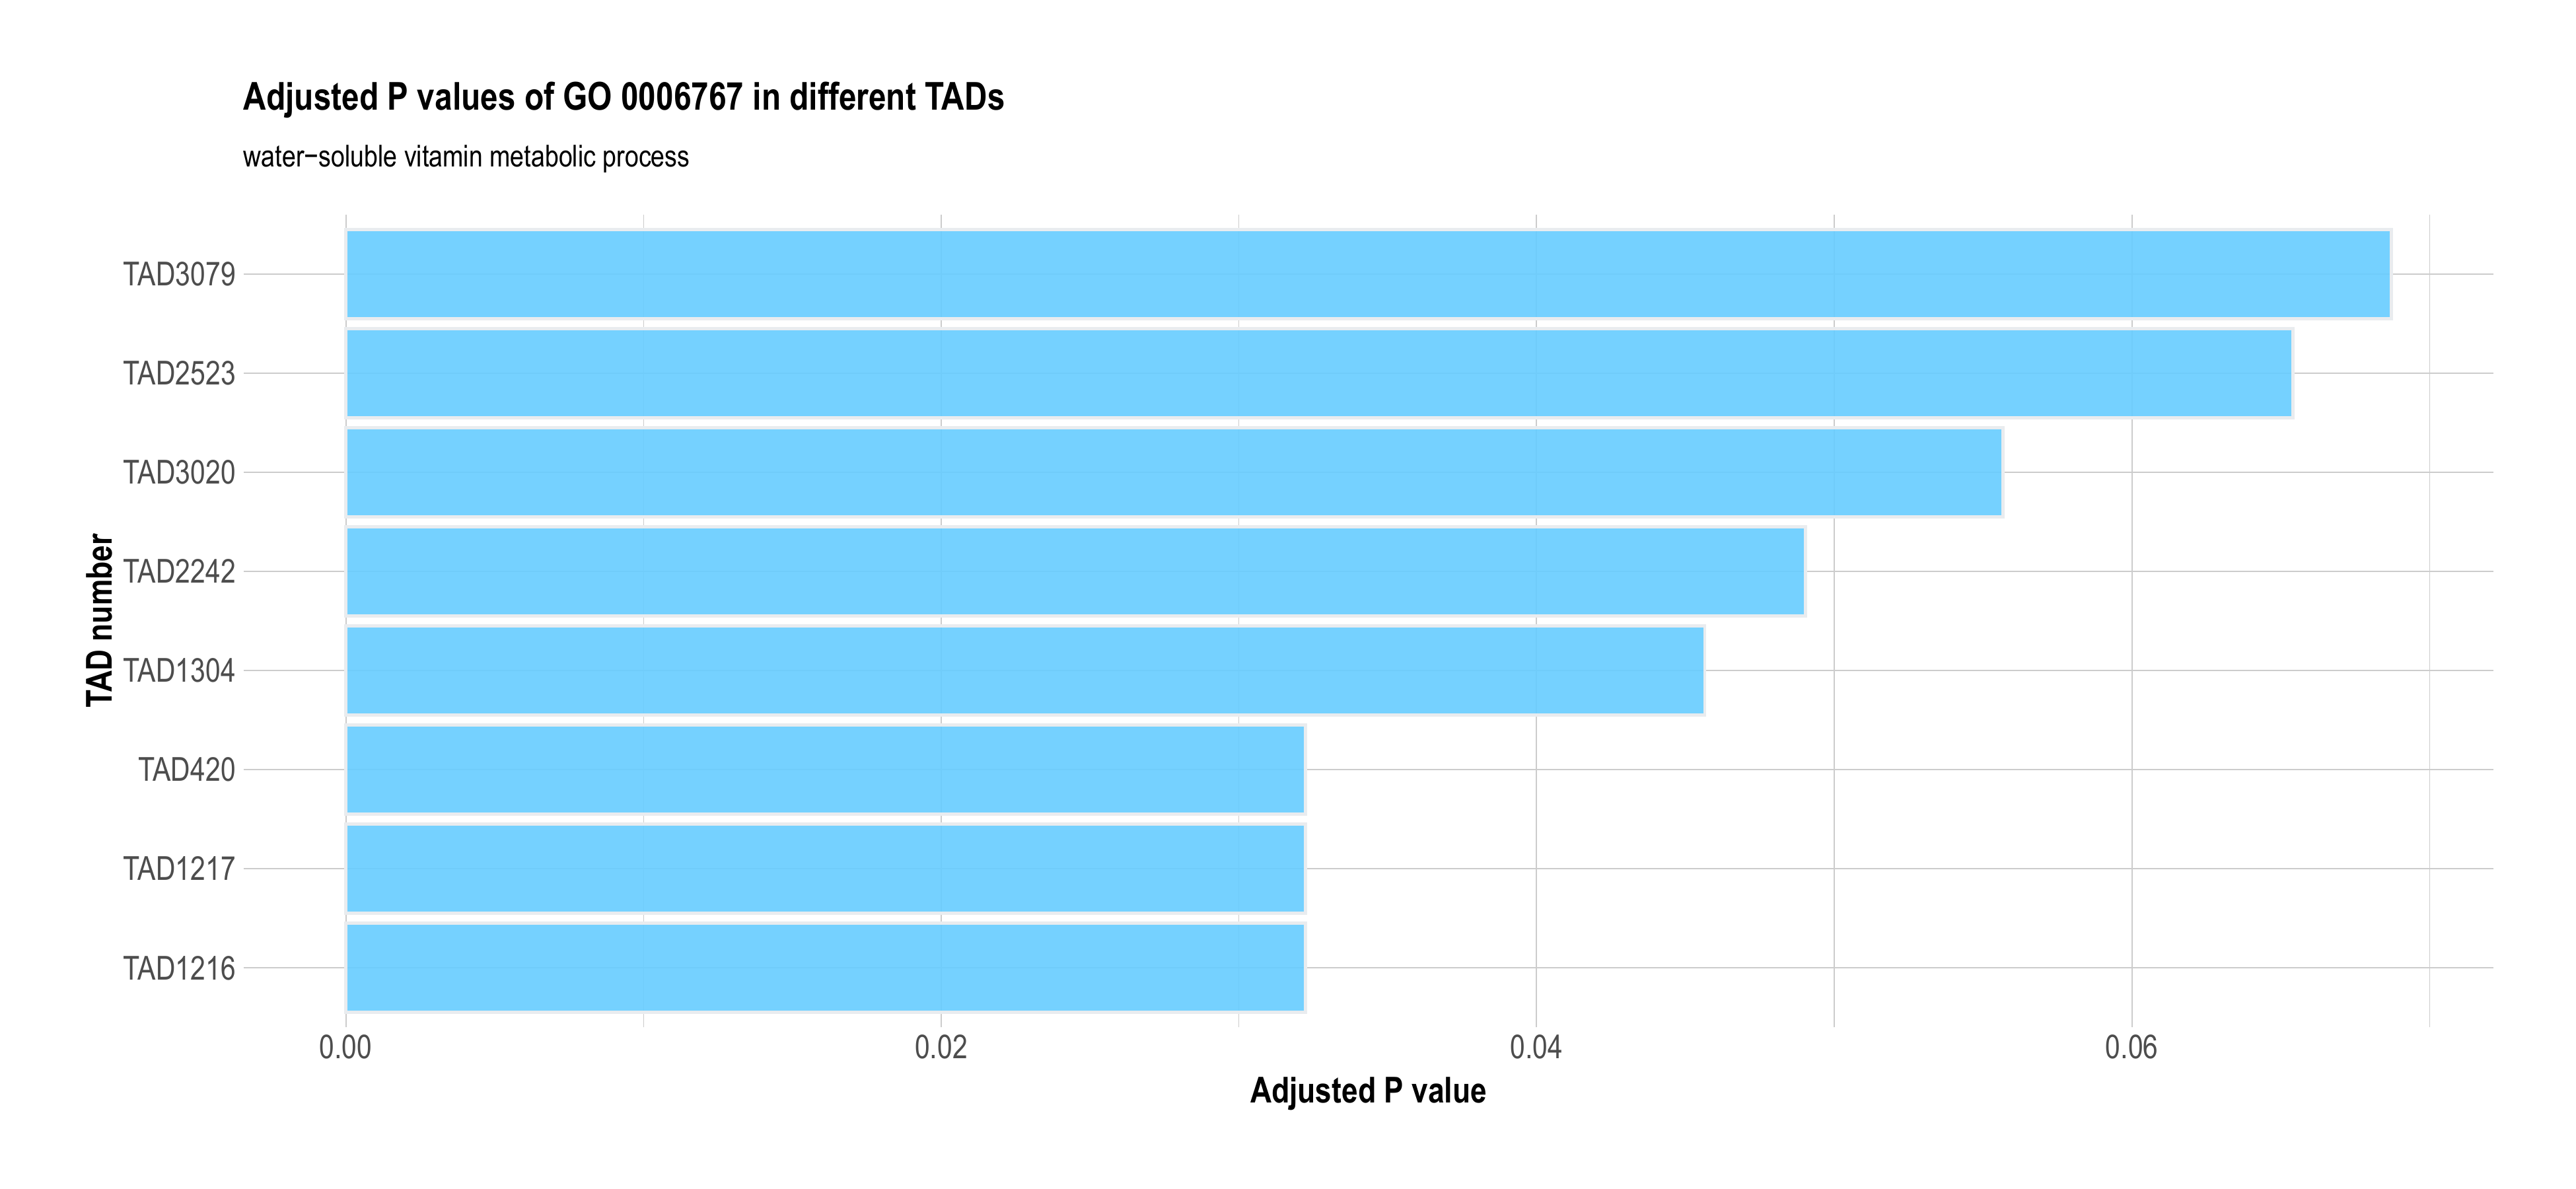 Adjusted P values of GO 0006767 in different TADs
water−soluble vitamin metabolic process
TAD number
TAD3079
TAD2523
TAD3020
TAD2242
TAD1304
TAD420
TAD1217
TAD1216
0.00 0.02 0.04 0.06
Adjusted P value